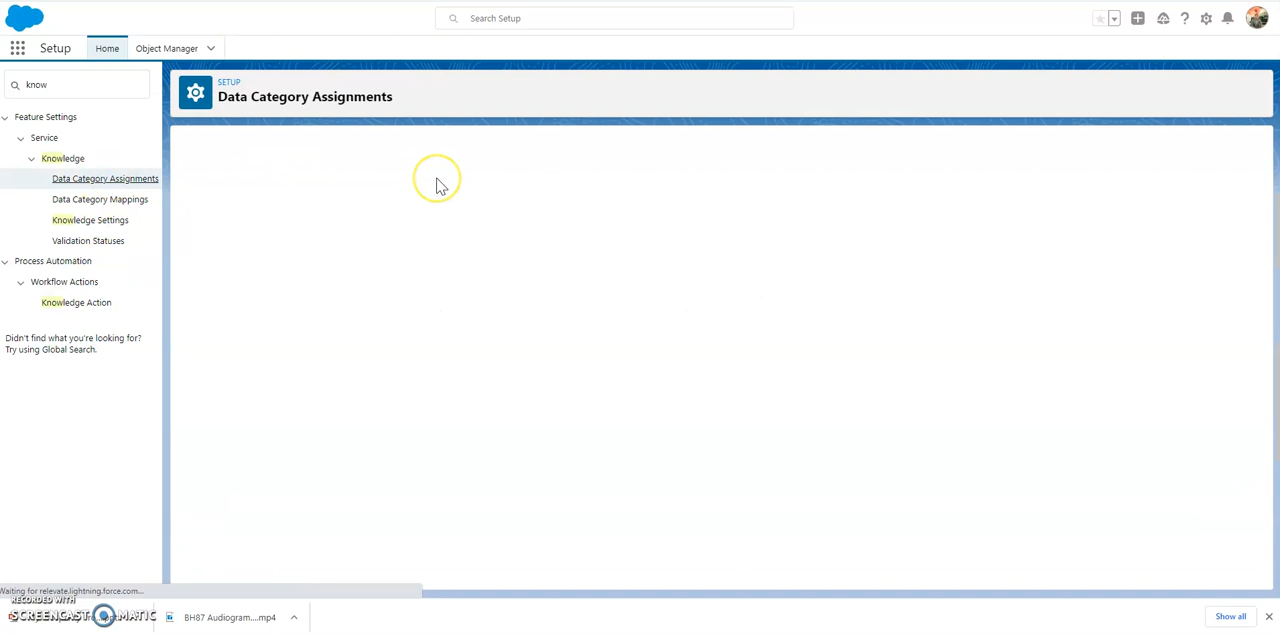 Search Setup
Setup
Home
Object Manager
know
SETUP
Data Category Assignments
Feature Settings
Service
Knowledge
Data Category Assignments
Data Category Mappings
Knowledge Settings
Validation Statuses
Process Automation
Workflow Actions
Knowledge Action
Didn't find what you're looking for?
Try using Global Search.
Waiting for relevate.lightning.force.com...
RECORDED WITH
SCREENCAST MATIC
BH87 Audiogram....mp4
Show all